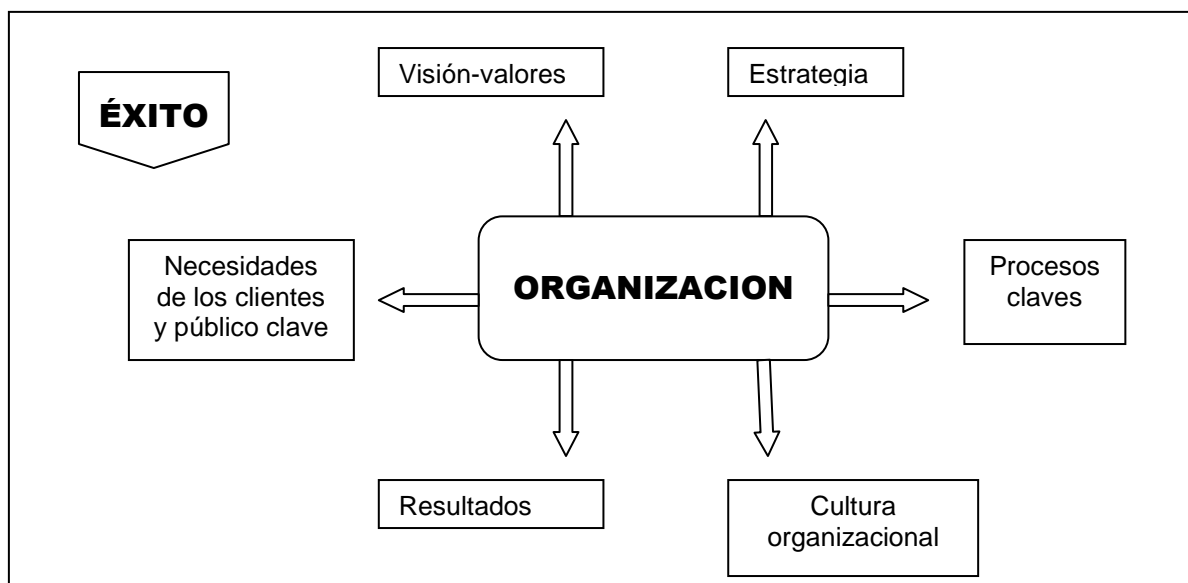 Visión-valores
Estrategia
ÉXITO
Necesidades
de los clientes
y público clave
ORGANIZACION
Procesos
claves
Resultados
Cultura
organizacional